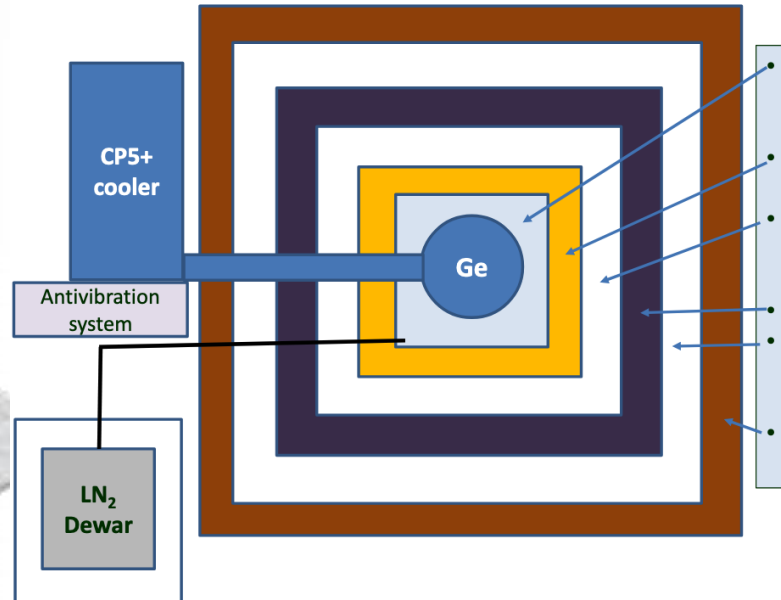 CP5+
cooler
Ge
Antivibration
system
LN₂
Dewar